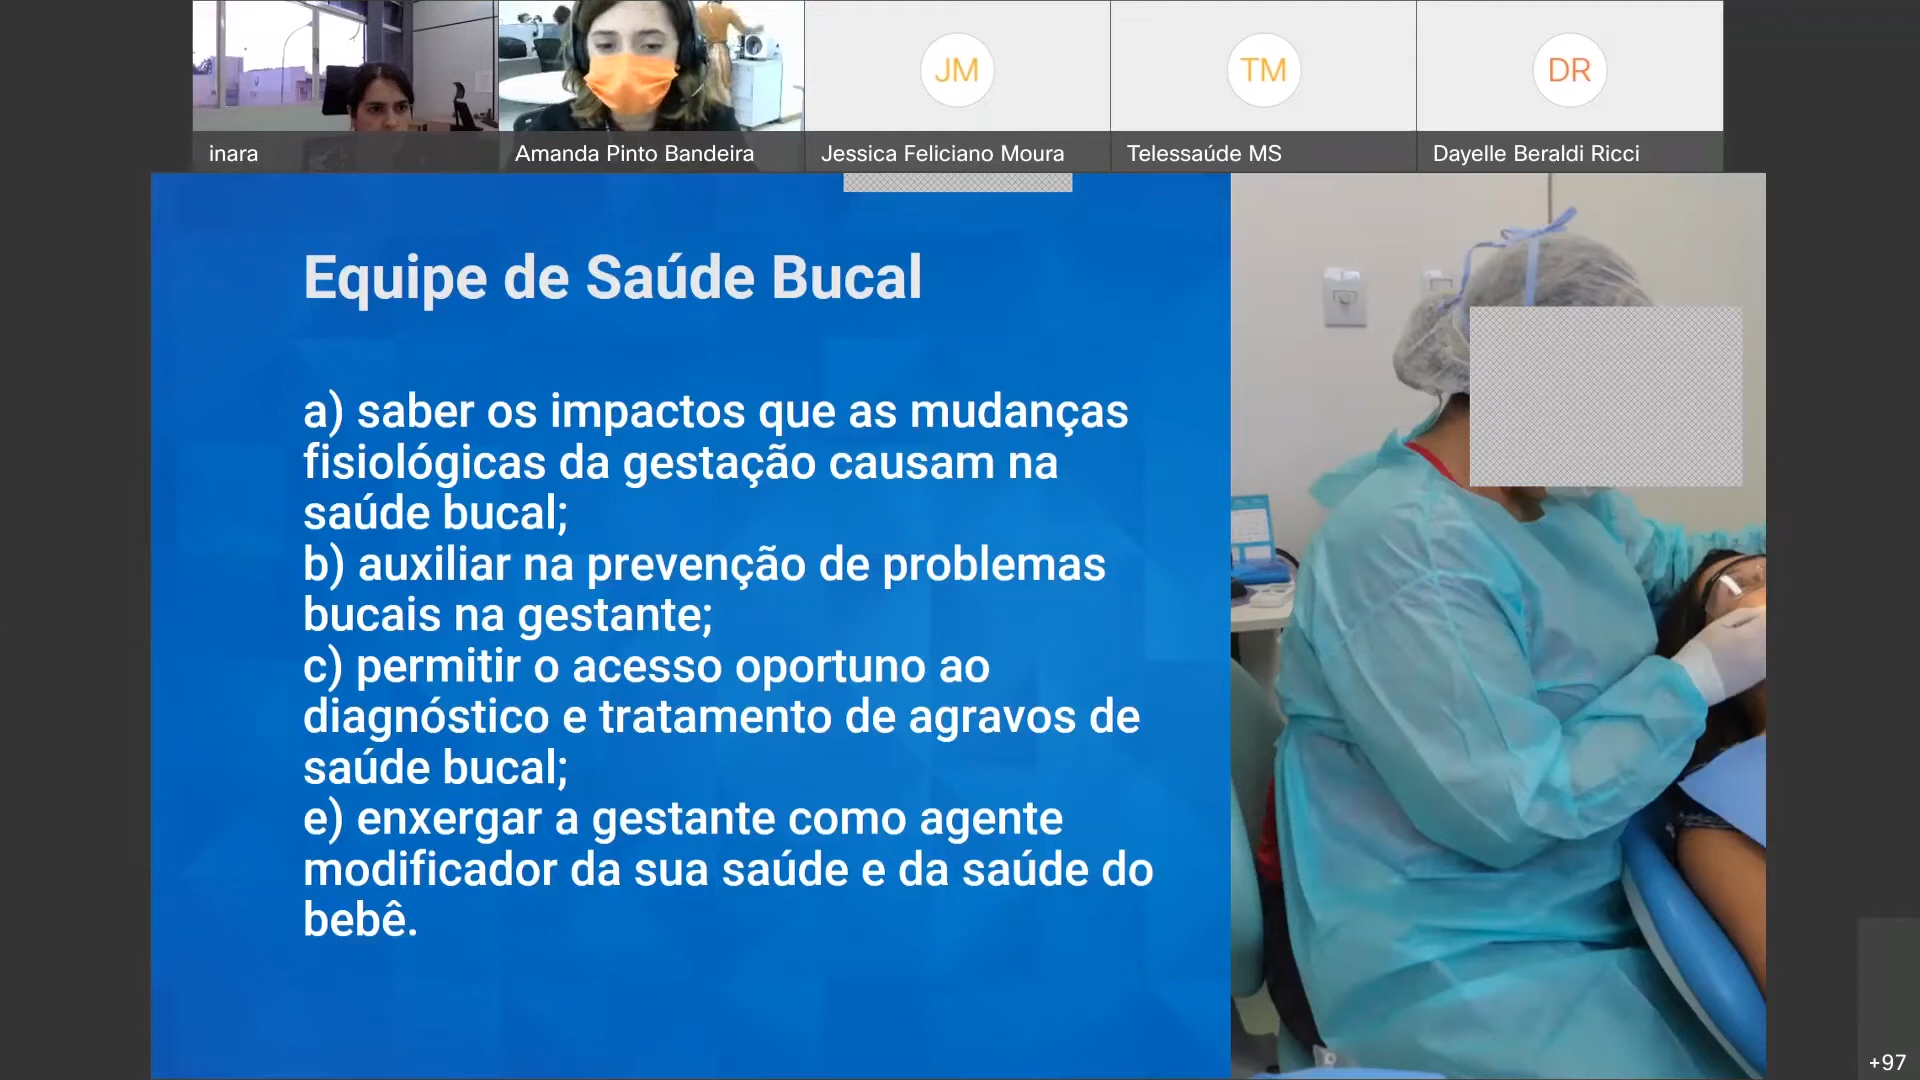 JM
TM
DR
inara
Amanda Pinto Bandeira
Jessica Feliciano Moura
Telessaúde MS
Dayelle Beraldi Ricci
Equipe de Saúde Bucal
a) saber os impactos que as mudanças
fisiológicas da gestação causam na
saúde bucal;
b) auxiliar na prevenção de problemas
bucais na gestante;
c) permitir o acesso oportuno ao
diagnóstico e tratamento de agravos de
saúde bucal;
e) enxergar a gestante como agente
modificador da sua saúde e da saúde do
bebê.
+97